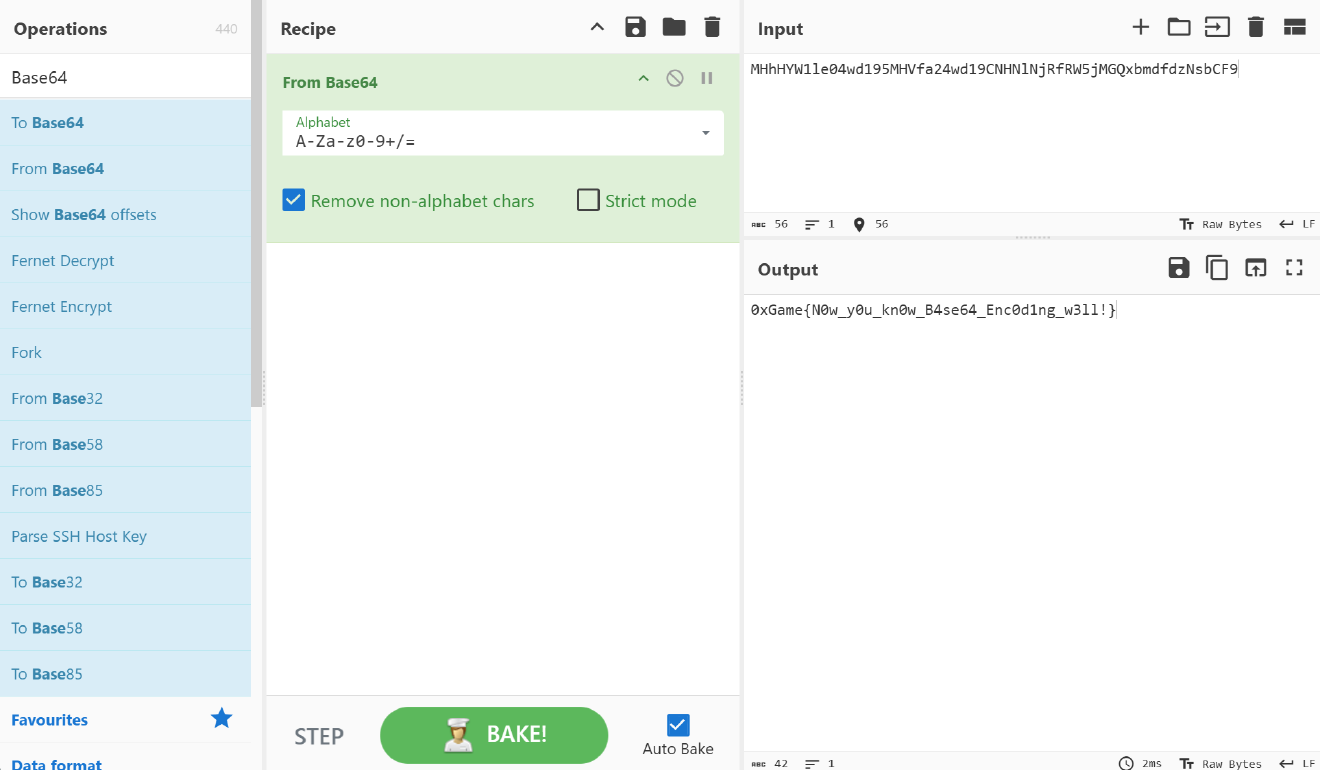 Operations
440
Base64
To Base64
From Base64
Show Base64 offsets
Fernet Decrypt
Fernet Encrypt
Fork
From Base32
From Base58
From Base85
Parse SSH Host Key
To Base32
To Base58
To Base85
Favourites
Data format
Recipe
From Base64
Alphabet
A-Za-z0-9+/=
Remove non-alphabet chars
Strict mode
STEP
BAKE!
Auto Bake
Input
MHhHYW1le04wd195MHVfa24wd19CNHNlNjRfRW5jMGQxbmdfdzNsbCF9
ABC 56 1 56 Tт Raw Bytes LF
Output
0xGame{N0w_y0u_kn0w_B4se64_Enc0d1ng_w3ll!}
ABC 42 1 2ms Tт Raw Bytes LF